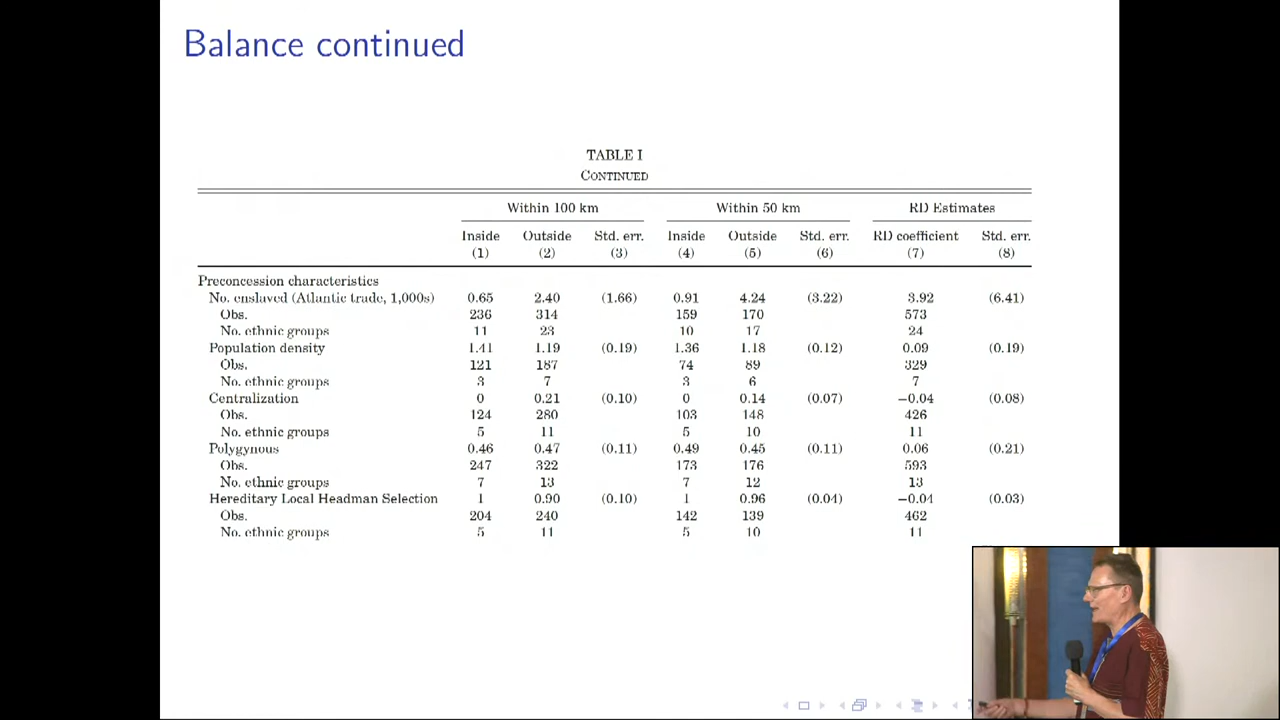 Balance continued
TABLE I
CONTINUED
Within 100 km Within 50 km RD Estimates
Inside Outside Std. err. Inside Outside Std. err. RD coefficient Std. err.
(1) (2) (3) (4) (5) (6) (7) (8)
Preconcession characteristics
No. enslaved (Atlantic trade, 1,000s) 0.65 2.40 (1.66) 0.91 4.24 (3.22) 3.92 (6.41)
Obs. 236 314 159 170 573
No. ethnic groups 11 23 10 17 24
Population density 1.41 1.19 (0.19) 1.36 1.18 (0.12) 0.09 (0.19)
Obs. 121 187 74 89 329
No. ethnic groups 3 7 3 6 7
Centralization 0 0.21 (0.10) 0 0.14 (0.07) −0.04 (0.08)
Obs. 124 280 103 148 426
No. ethnic groups 5 11 5 10 11
Polygynous 0.46 0.47 (0.11) 0.49 0.45 (0.11) 0.06 (0.21)
Obs. 247 322 173 176 593
No. ethnic groups 7 13 7 12 13
Hereditary Local Headman Selection 1 0.90 (0.10) 1 0.96 (0.04) −0.04 (0.03)
Obs. 204 240 142 139 462
No. ethnic groups 5 11 5 10 11